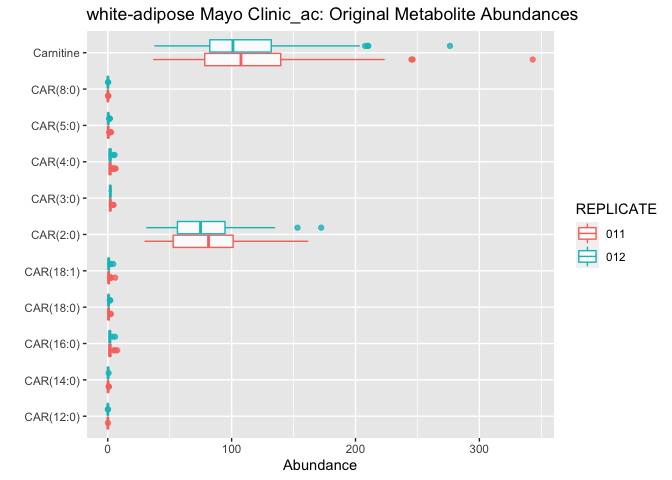 white-adipose Mayo Clinic_ac: Original Metabolite Abundances
Carnitine
CAR(8:0)
CAR(5:0)
CAR(4:0)
CAR(3:0)
CAR(2:0)
CAR(18:1)
CAR(18:0)
CAR(16:0)
CAR(14:0)
CAR(12:0)
0 100 200 300
Abundance
REPLICATE
011
012